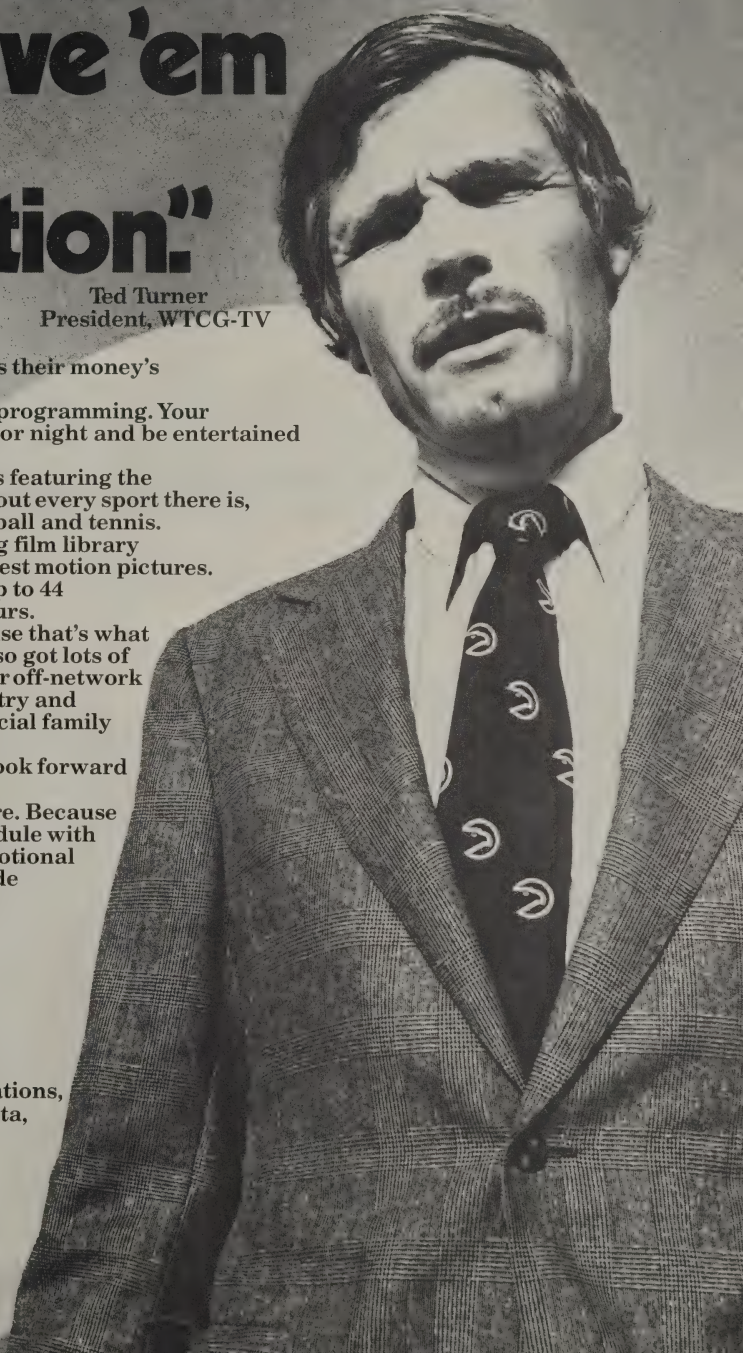 ve 'em
tion."
Ted Turner
President, WTCG-TV
s their money's
programming. Your
or night and be entertained
s featuring the
out every sport there is,
ball and tennis.
g film library
est motion pictures.
p to 44
urs.
se that's what
so got lots of
r off-network
try and
cial family
ook forward
re. Because
dule with
otional
de
ations,
ta,